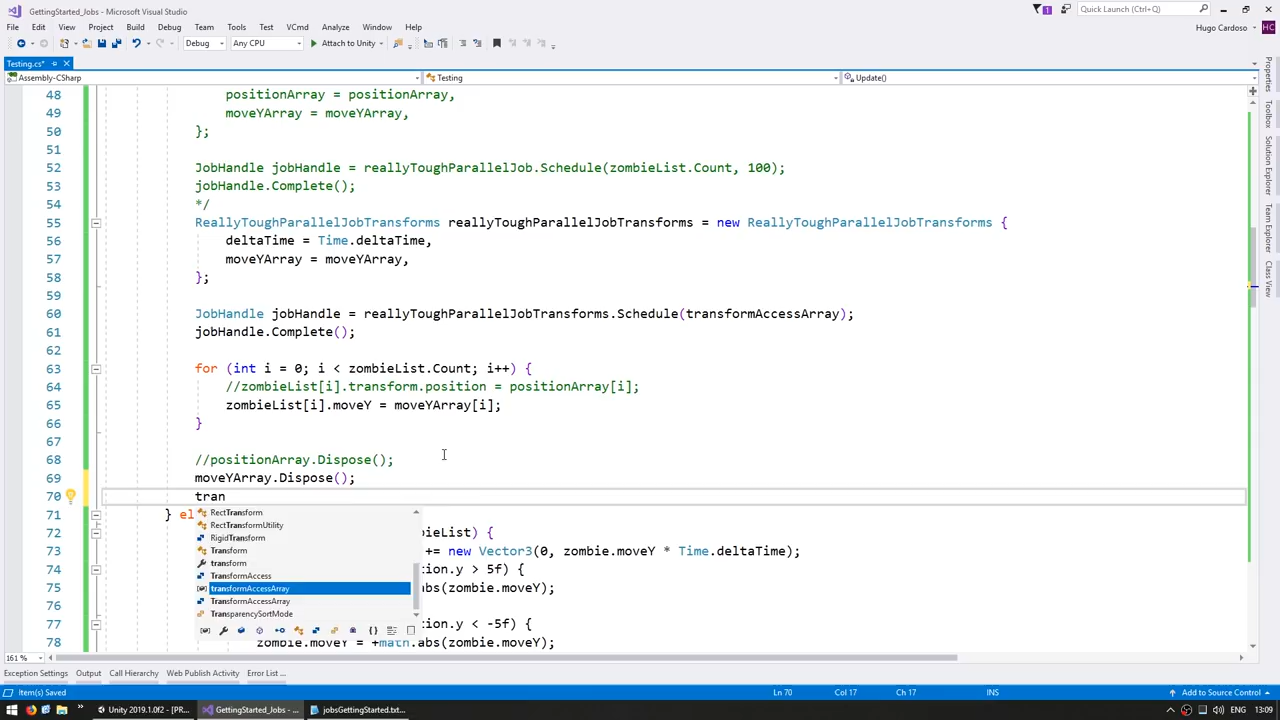 GettingStarted_Jobs - Microsoft Visual Studio
1
Quick Launch (Ctrl+Q)
File Edit View Project Build Debug Team Tools Test VCmd Analyze Window Help
Hugo Cardoso HC
Debug Any CPU Attach to Unity
Testing.cs*
Assembly-CSharp Testing Update()
48 positionArray = positionArray,
49 moveYArray = moveYArray,
50 };
51
52 JobHandle jobHandle = reallyToughParallelJob.Schedule(zombieList.Count, 100);
53 jobHandle.Complete();
54 */
55 ReallyToughParallelJobTransforms reallyToughParallelJobTransforms = new ReallyToughParallelJobTransforms {
56 deltaTime = Time.deltaTime,
57 moveYArray = moveYArray,
58 };
59
60 JobHandle jobHandle = reallyToughParallelJobTransforms.Schedule(transformAccessArray);
61 jobHandle.Complete();
62
63 for (int i = 0; i < zombieList.Count; i++) {
64 //zombieList[i].transform.position = positionArray[i];
65 zombieList[i].moveY = moveYArray[i];
66 }
67
68 //positionArray.Dispose();
69 moveYArray.Dispose();
70 tran
71 } el
72 bieList) {
73 += new Vector3(0, zombie.moveY * Time.deltaTime);
74 tion.y > 5f) {
75 abs(zombie.moveY);
76
77 tion.y < -5f) {
78 zombie.moveY = +math.abs(zombie.moveY);
RectTransform
RectTransformUtility
RigidTransform
Transform
transform
TransformAccess
transformAccessArray
TransformAccessArray
TransparencySortMode
Properties
Toolbox
Solution Explorer
Team Explorer
Class View
161 %
Exception Settings Output Call Hierarchy Web Publish Activity Error List ...
Item(s) Saved Ln 70 Col 17 Ch 17 INS Add to Source Control
Unity 2019.1.0f2 - [PR... GettingStarted_Jobs - ... jobsGettingStarted.txt... ENG 13:09